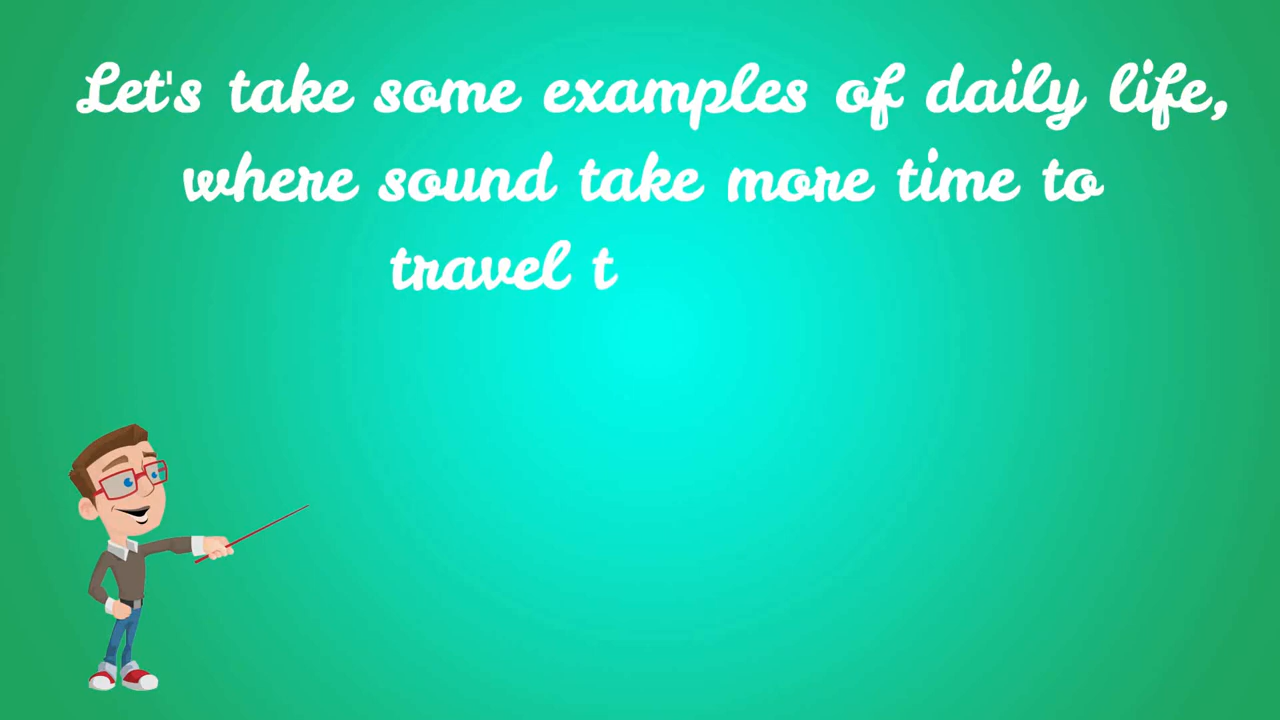 Let's take some examples of daily life,
where sound take more time to
travel t